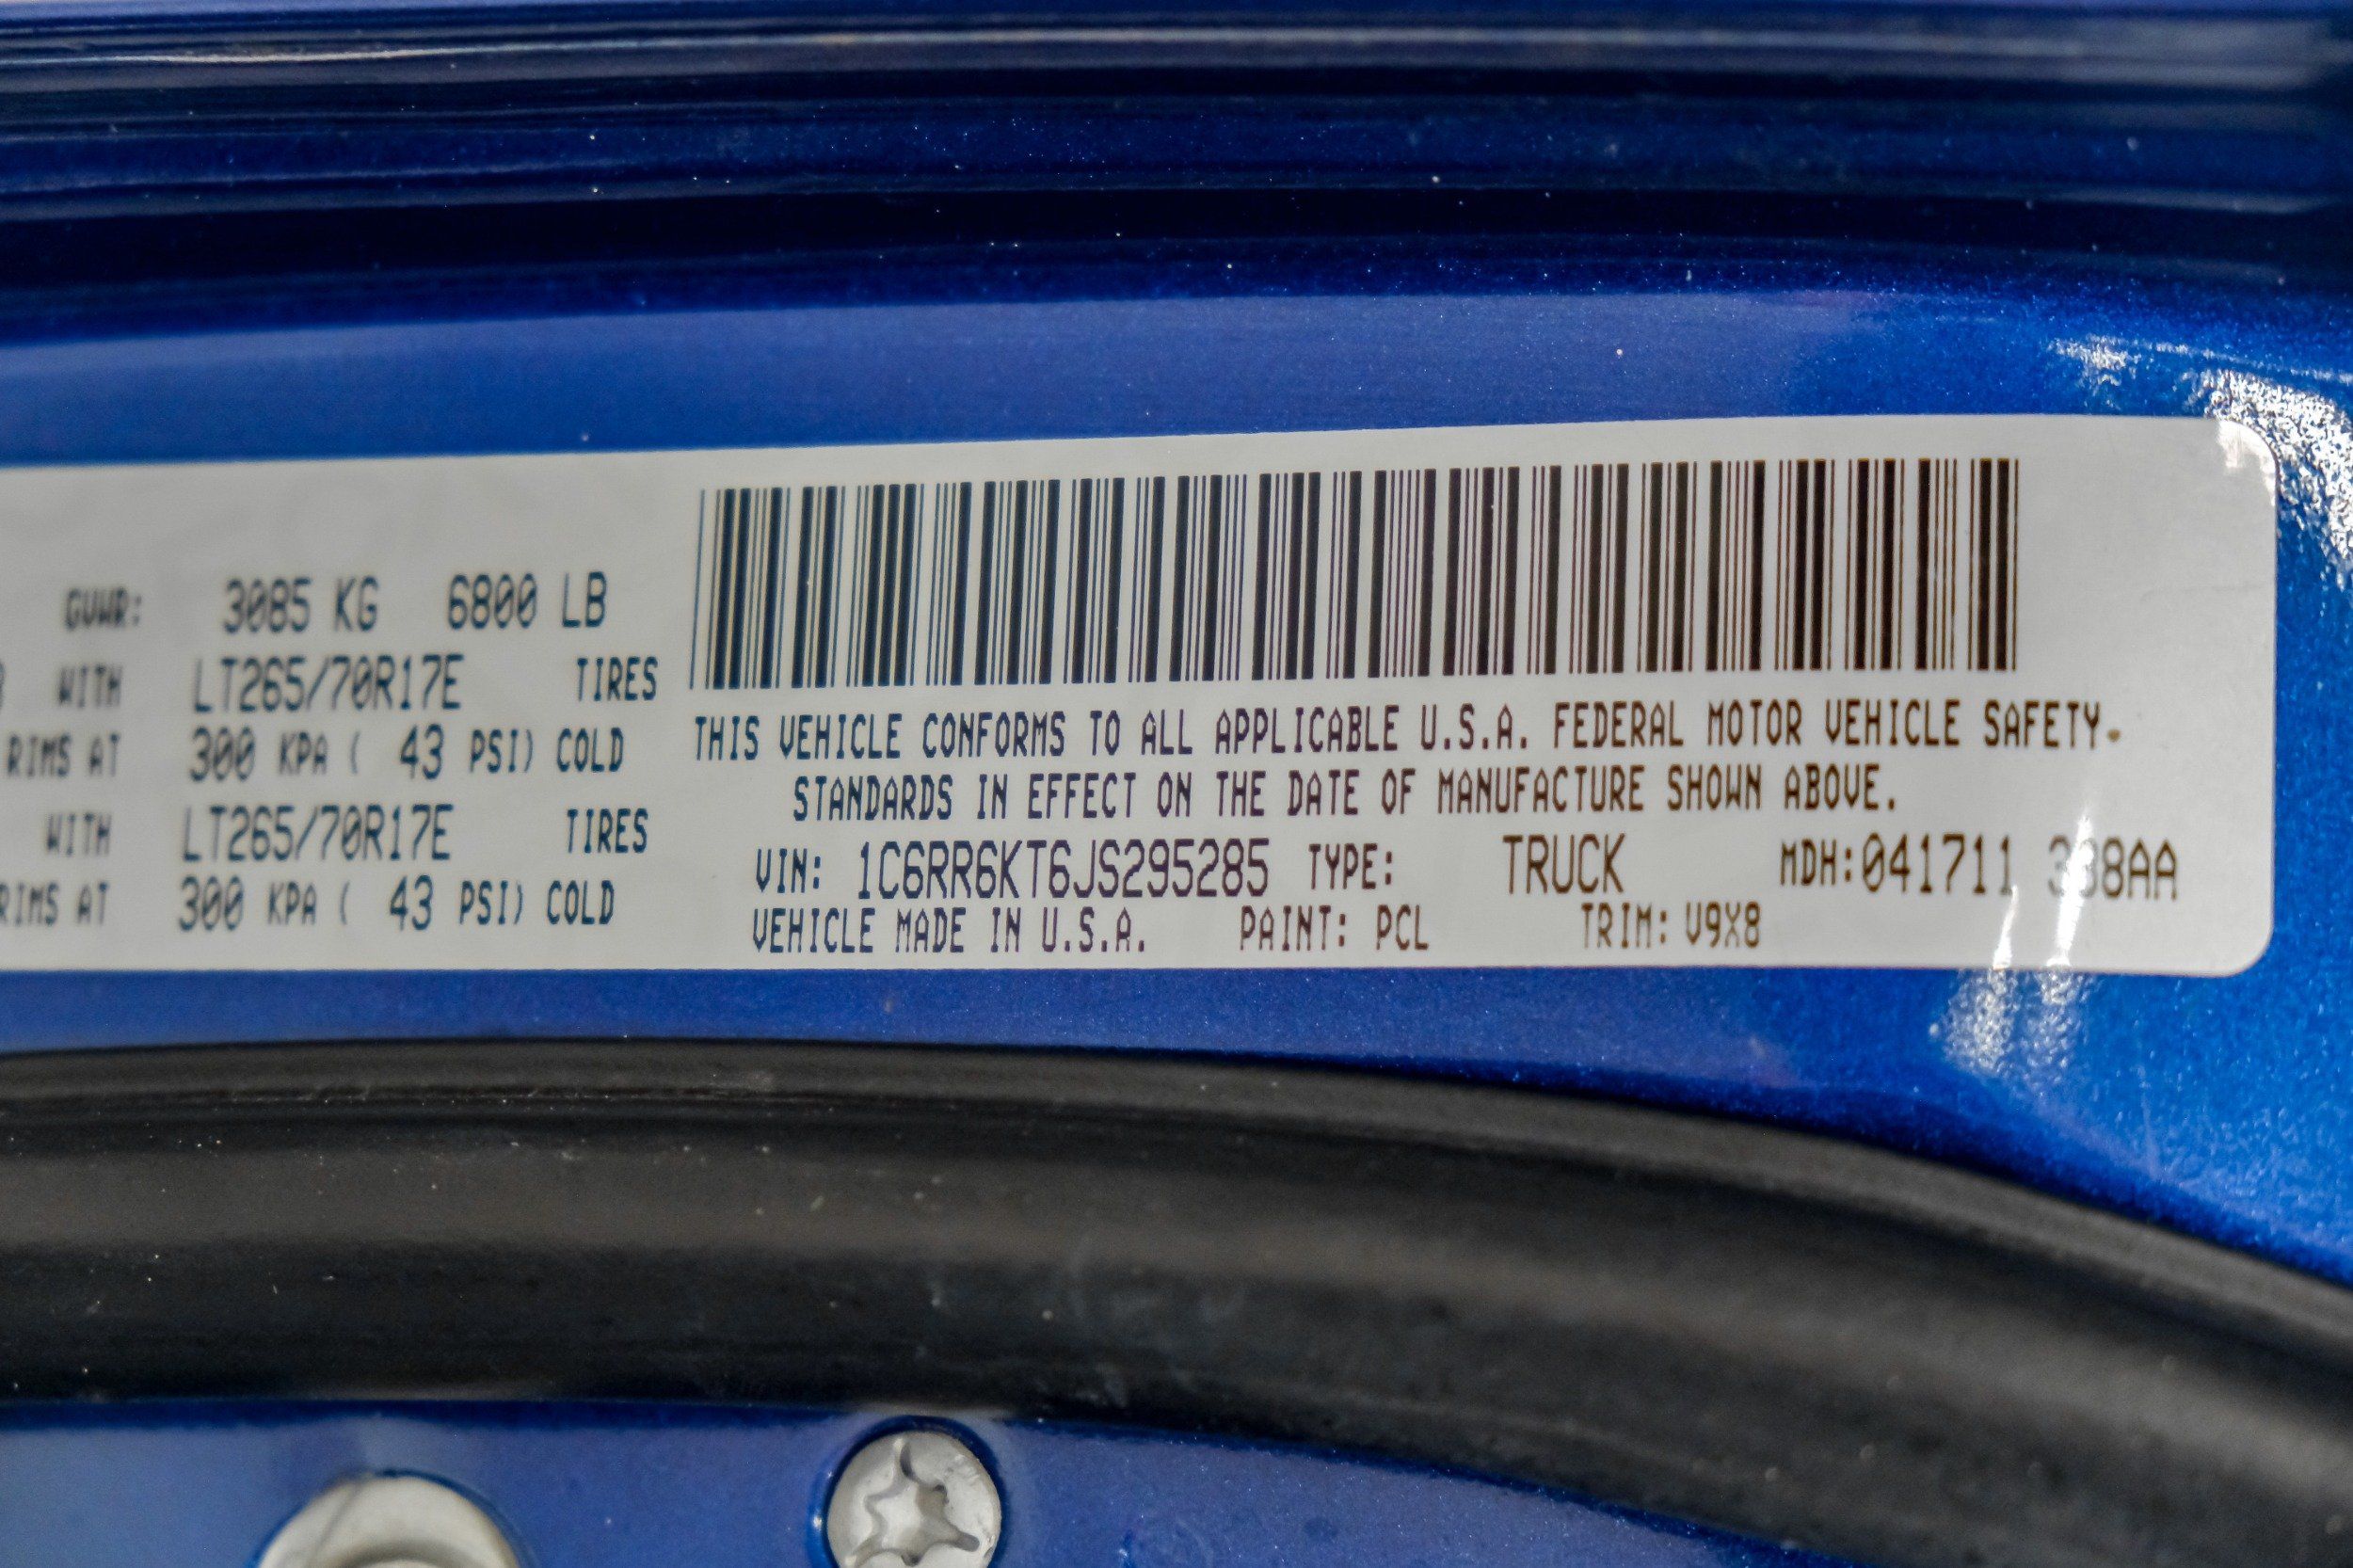 GVWR: 3085 KG 6800 LB
WITH LT265/70R17E TIRES
RIMS AT 300 KPA ( 43 PSI) COLD
WITH LT265/70R17E TIRES
RIMS AT 300 KPA ( 43 PSI) COLD
THIS VEHICLE CONFORMS TO ALL APPLICABLE U.S.A. FEDERAL MOTOR VEHICLE SAFETY
STANDARDS IN EFFECT ON THE DATE OF MANUFACTURE SHOWN ABOVE.
VIN: 1C6RR6KT6JS295285 TYPE: TRUCK MDH:041711
VEHICLE MADE IN U.S.A. PAINT: PCL TRIM: V9X8